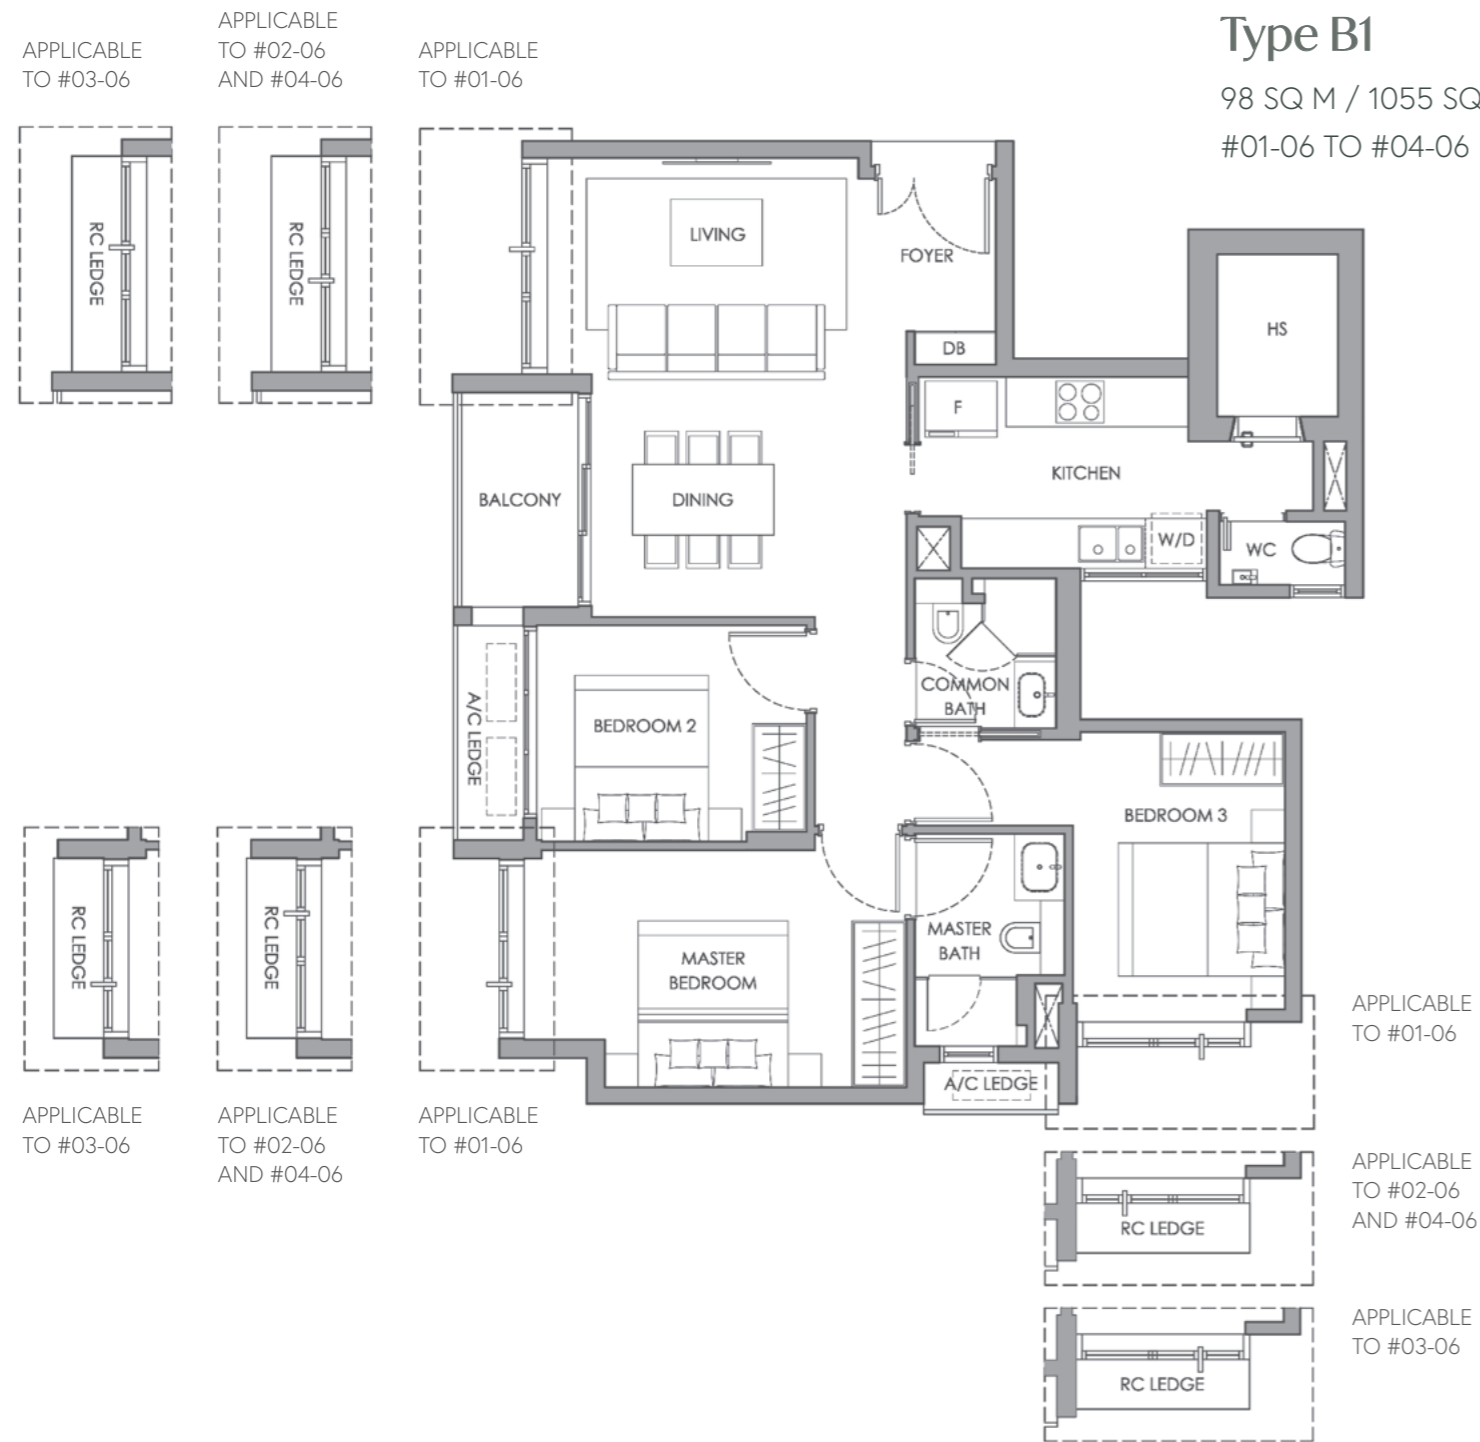 APPLICABLE
TO #03-06
APPLICABLE
TO #02-06
AND #04-06
APPLICABLE
TO #01-06
Type B1
98 SQ M / 1055 SQ
#01-06 TO #04-06
RC LEDGE
RC LEDGE
LIVING
FOYER
HS
DB
F
KITCHEN
BALCONY
DINING
W/D
WC
A/C LEDGE
BEDROOM 2
COMMON
BATH
BEDROOM 3
RC LEDGE
RC LEDGE
MASTER
BEDROOM
MASTER
BATH
A/C LEDGE
APPLICABLE
TO #01-06
APPLICABLE
TO #03-06
APPLICABLE
TO #02-06
AND #04-06
APPLICABLE
TO #01-06
RC LEDGE
APPLICABLE
TO #02-06
AND #04-06
RC LEDGE
APPLICABLE
TO #03-06